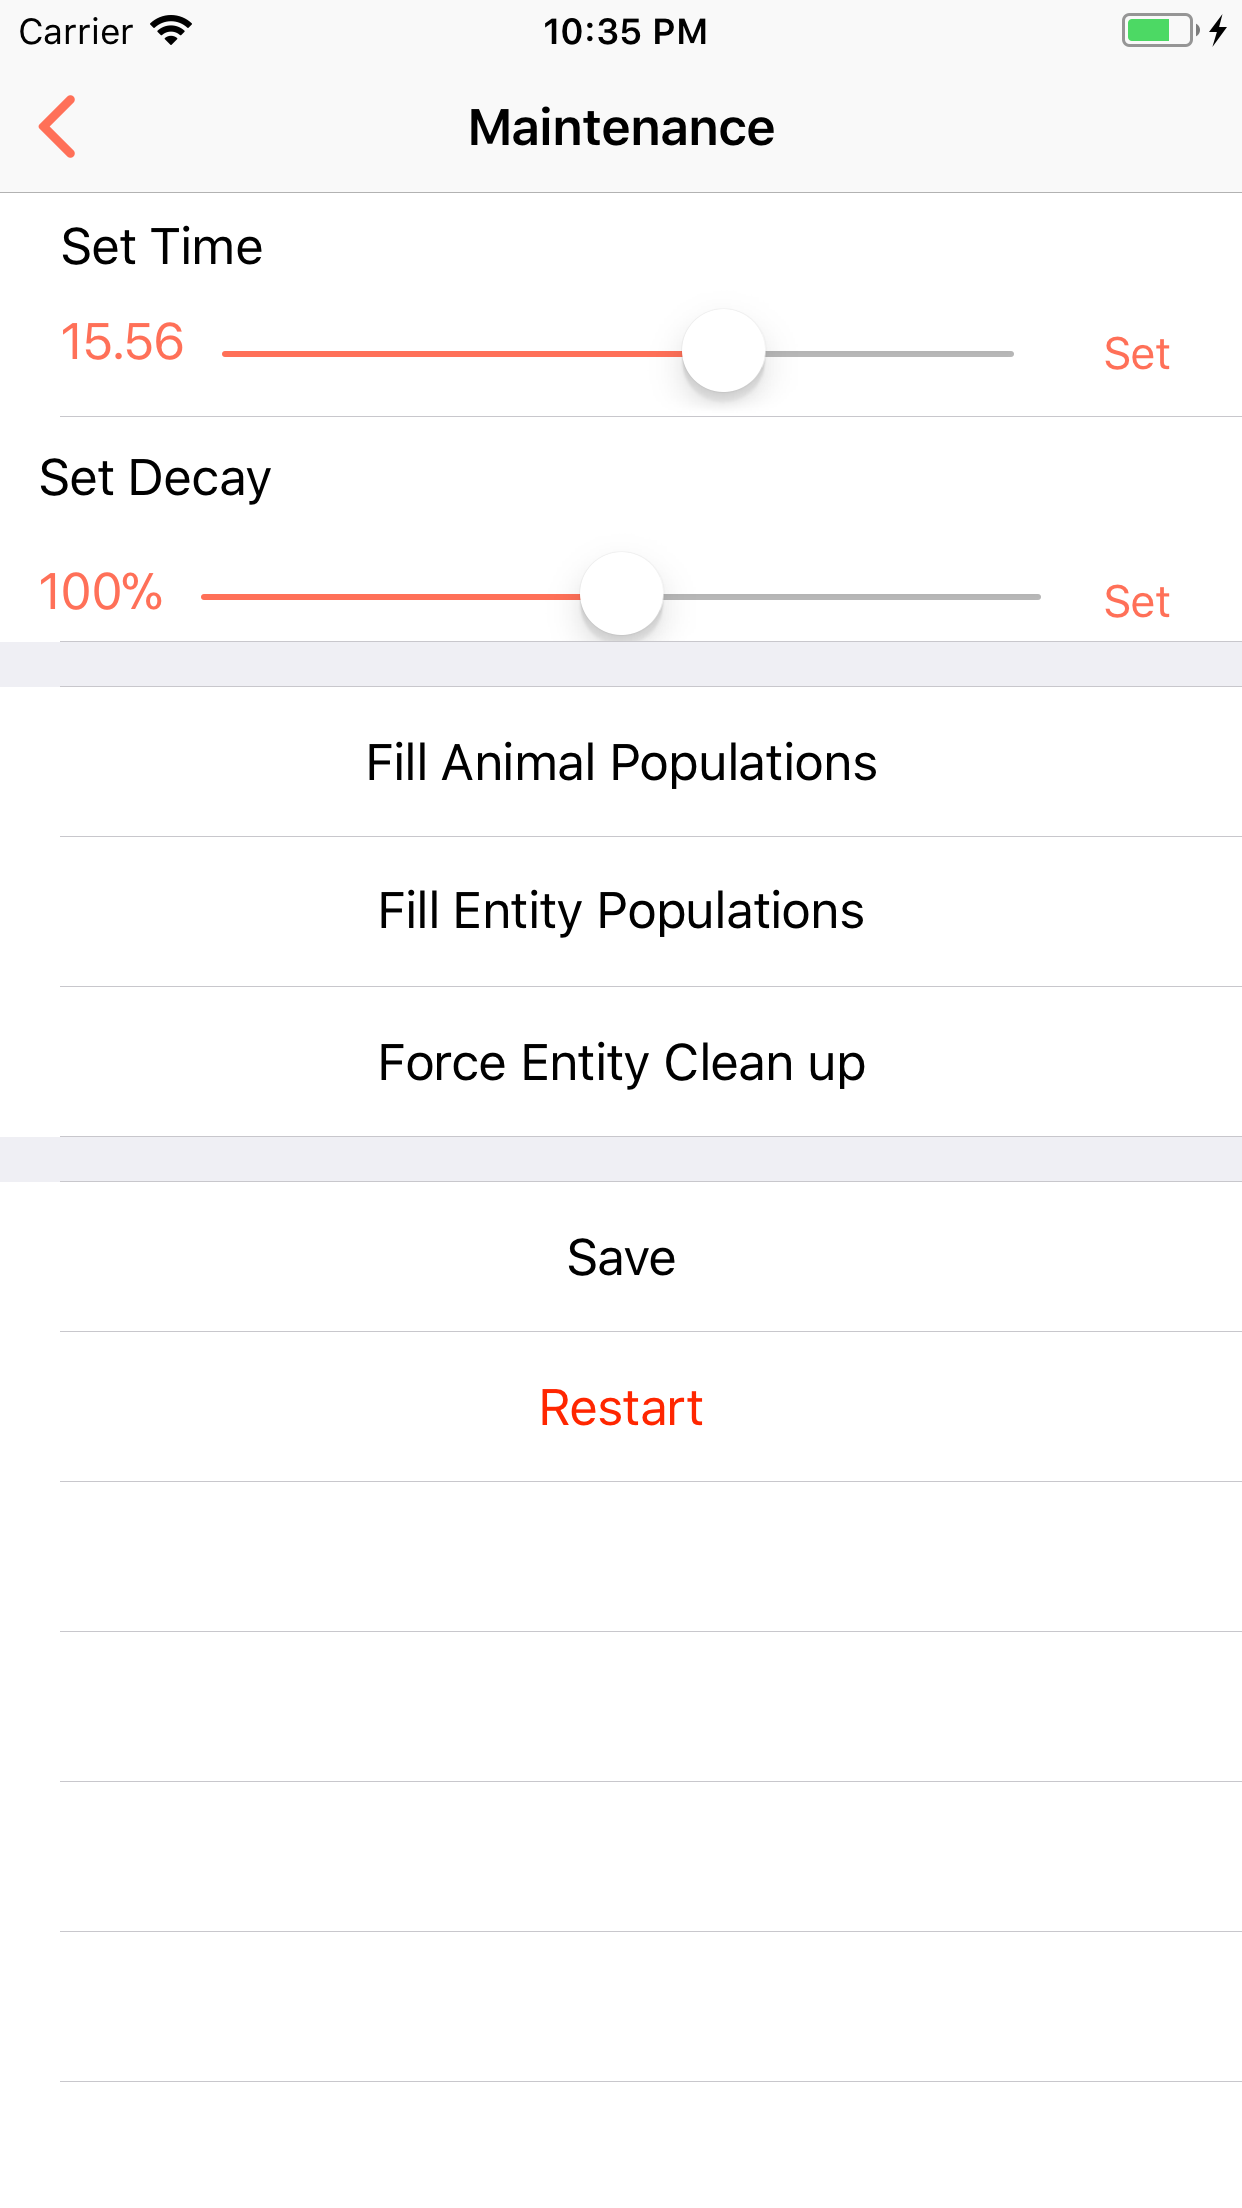 Carrier 10:35 PM
Maintenance
Set Time
15.56 Set
Set Decay
100% Set
Fill Animal Populations
Fill Entity Populations
Force Entity Clean up
Save
Restart